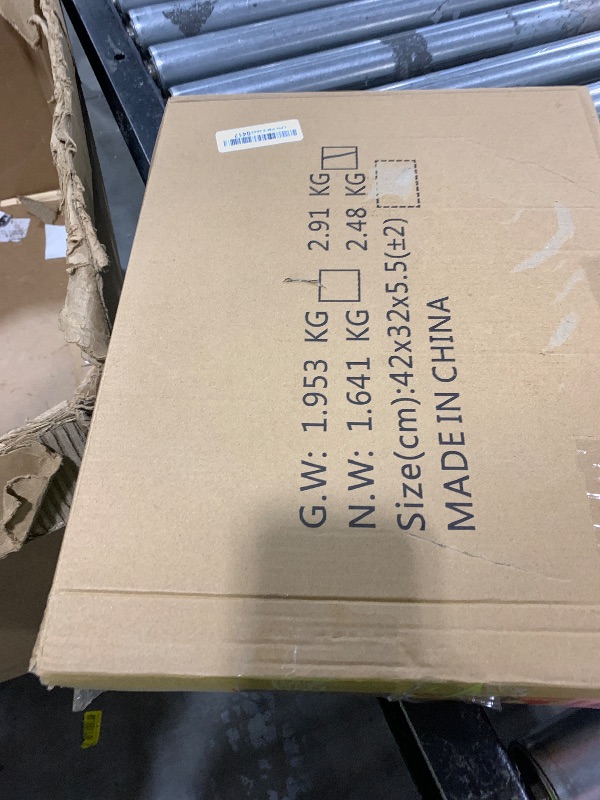 G.W: 1.953 KG 2.91 KG
N.W: 1.641 KG 2.48 KG
Size(cm):42x32x5.5(±2)
MADE IN CHINA